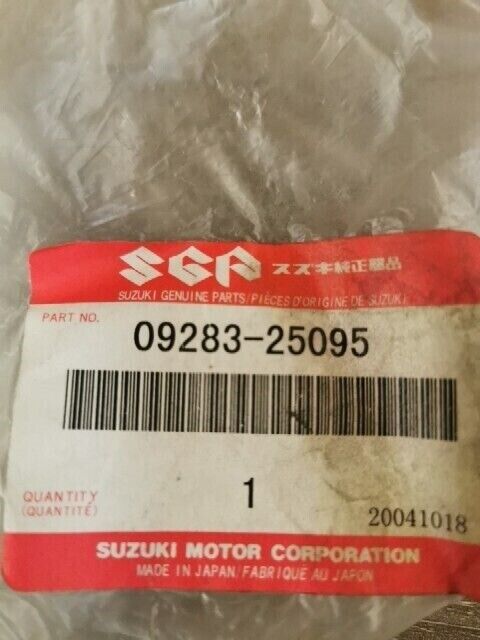 SGP スズキ純正部品
SUZUKI GENUINE PARTS/PIÈCES D'ORIGINE DE SUZUKI
PART NO. 09283-25095
QUANTITY 1
(QUANTITÉ) 20041018
SUZUKI MOTOR CORPORATION
MADE IN JAPAN/FABRIQUÉ AU JAPON